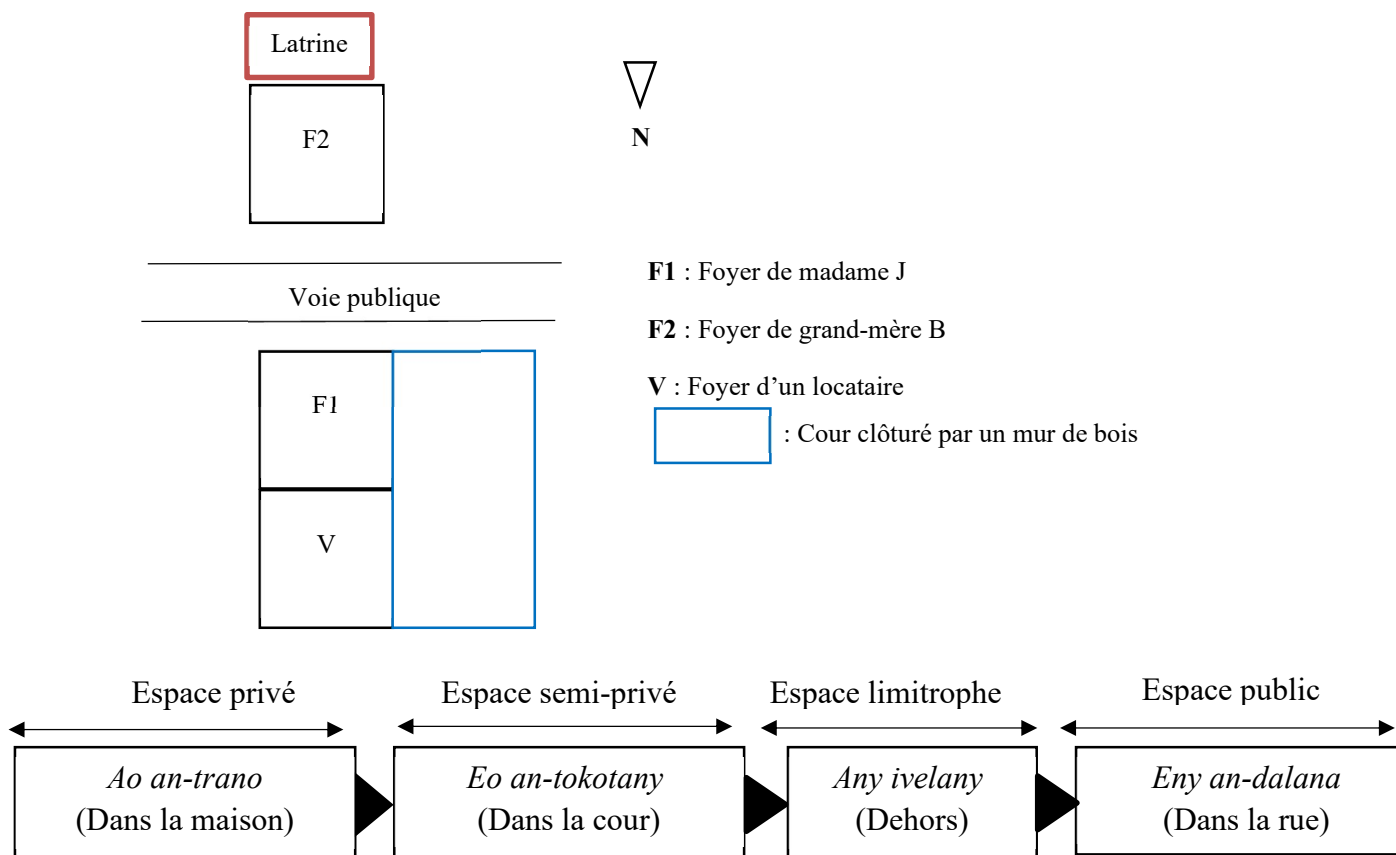 Latrine
F2
N
Voie publique
F1 : Foyer de madame J
F2 : Foyer de grand-mère B
V : Foyer d’un locataire
: Cour clôturé par un mur de bois
F1
V
Espace privé
Espace semi-privé
Espace limitrophe
Espace public
Ao an-trano
(Dans la maison)
Eo an-tokotany
(Dans la cour)
Any ivelany
(Dehors)
Eny an-dalana
(Dans la rue)